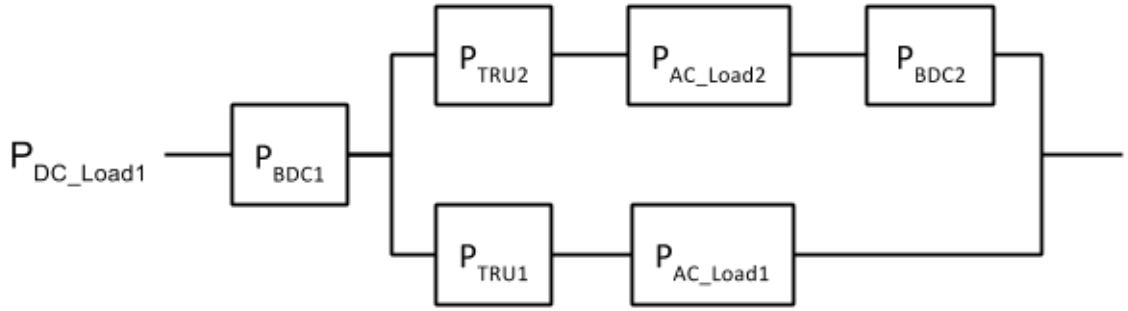 P_TRU2
P_AC_Load2
P_BDC2
P_DC_Load1
P_BDC1
P_TRU1
P_AC_Load1